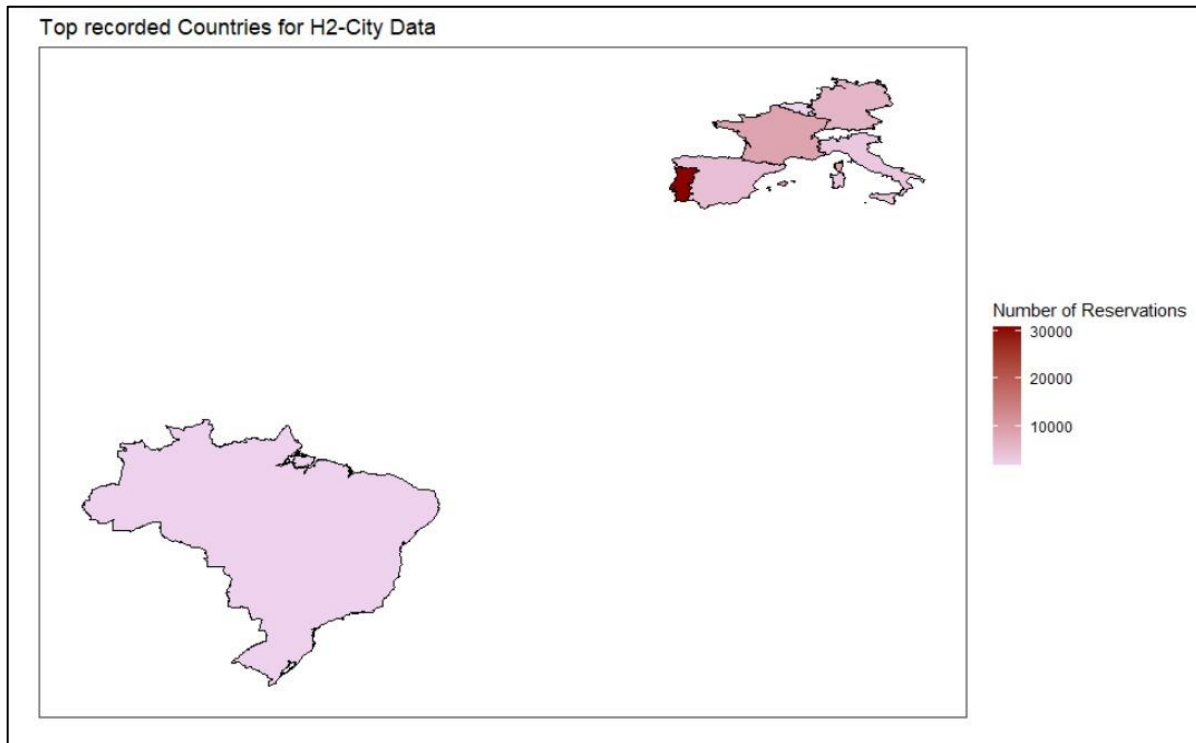 Top recorded Countries for H2-City Data
Number of Reservations
30000
20000
10000